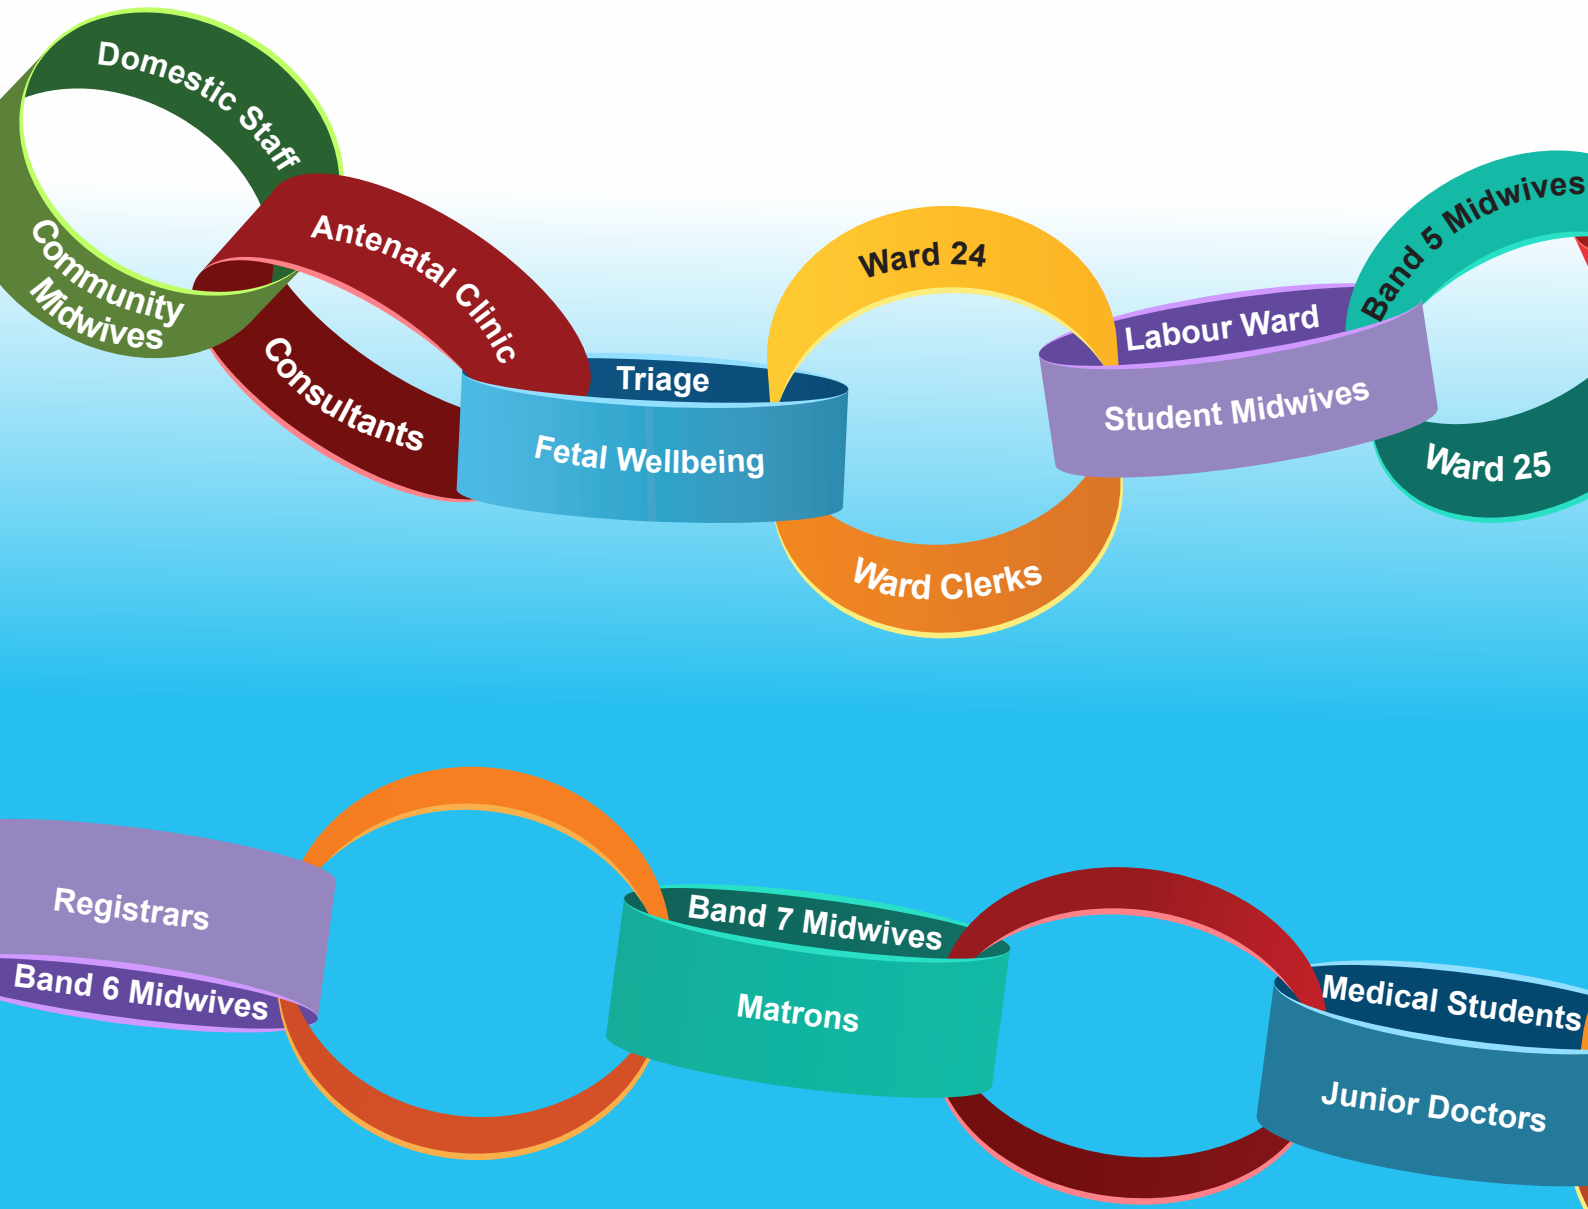 Domestic Staff
Community
Midwives
Antenatal Clinic
Consultants
Triage
Fetal Wellbeing
Ward 24
Ward Clerks
Labour Ward
Student Midwives
Band 5 Midwives
Ward 25
Registrars
Band 6 Midwives
Band 7 Midwives
Matrons
Medical Students
Junior Doctors